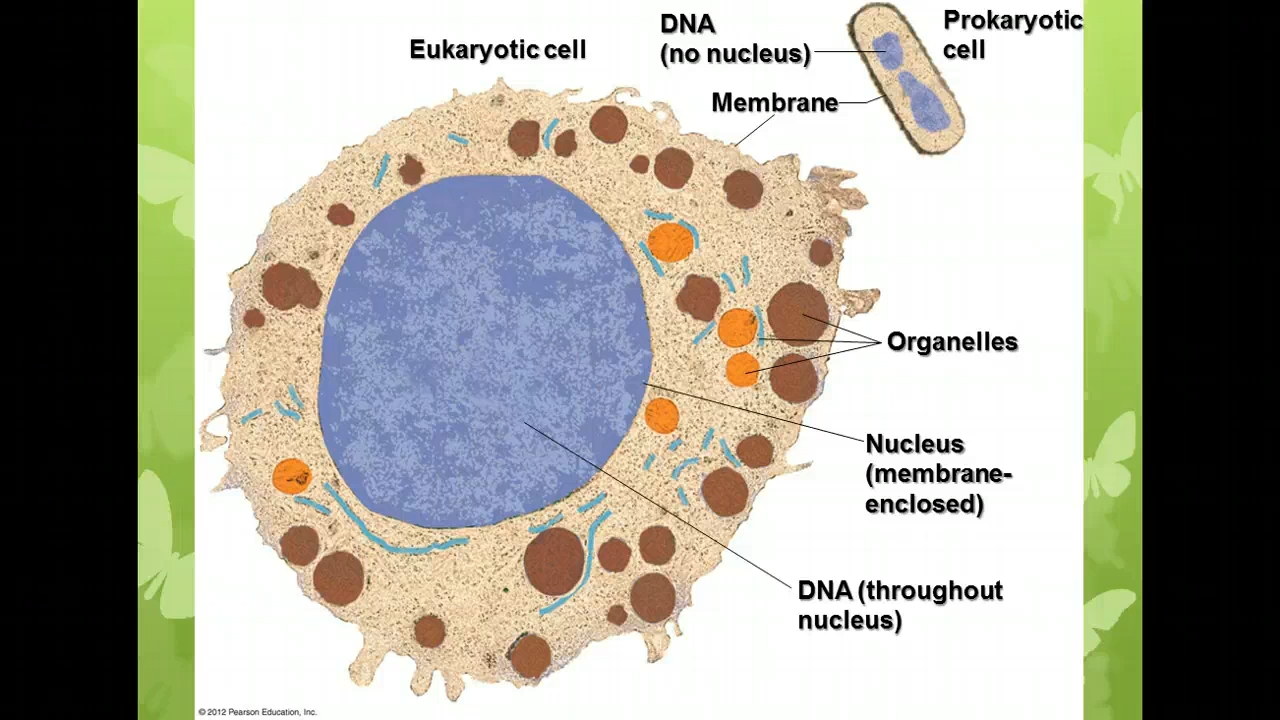 Eukaryotic cell
DNA
(no nucleus)
Prokaryotic
cell
Membrane
Organelles
Nucleus
(membrane-
enclosed)
DNA (throughout
nucleus)
© 2012 Pearson Education, Inc.